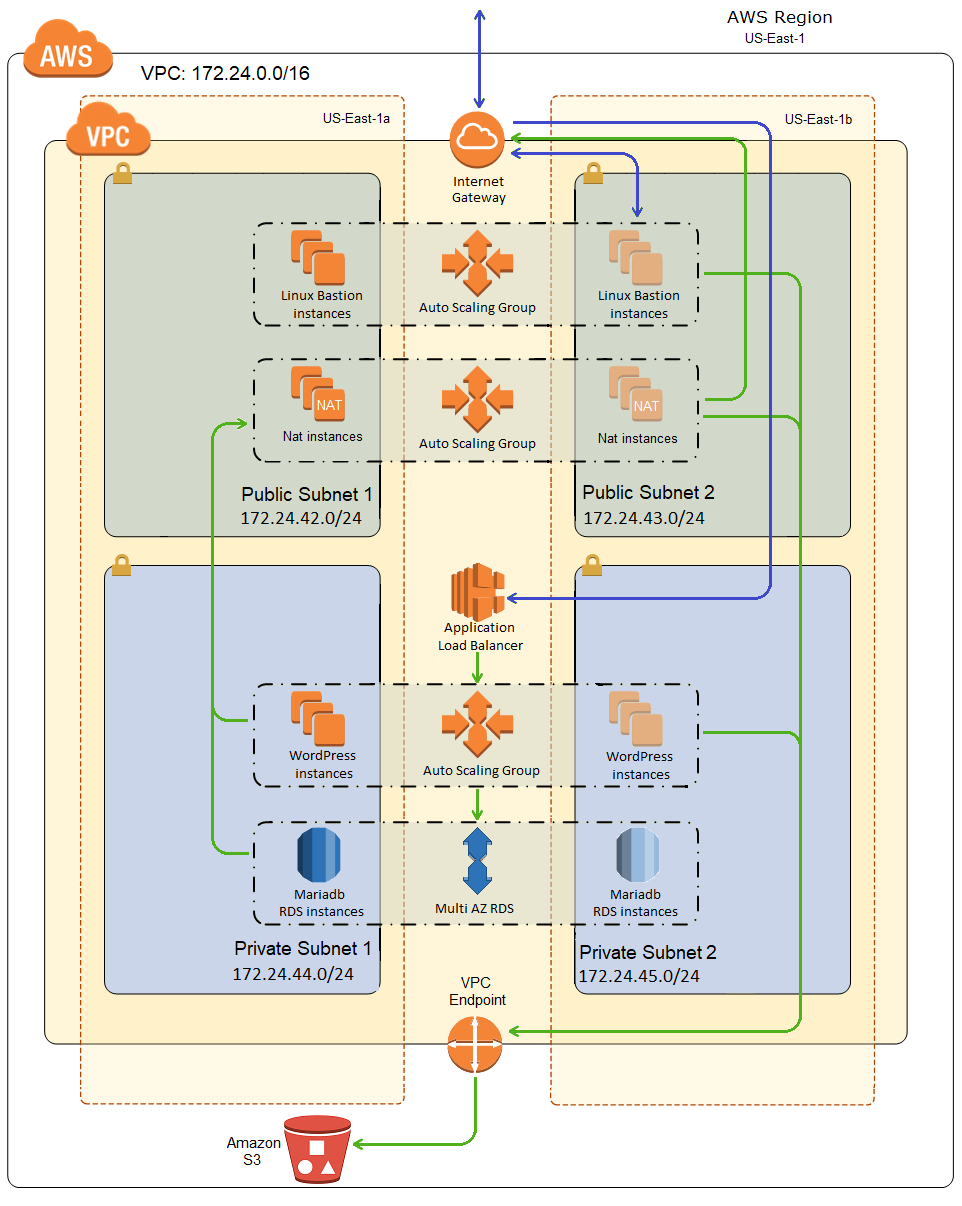 AWS Region
US-East-1
AWS
VPC: 172.24.0.0/16
US-East-1a
US-East-1b
VPC
Internet
Gateway
Linux Bastion
instances
Auto Scaling Group
Linux Bastion
instances
NAT
Nat instances
Auto Scaling Group
NAT
Nat instances
Public Subnet 1
172.24.42.0/24
Public Subnet 2
172.24.43.0/24
Application
Load Balancer
WordPress
instances
Auto Scaling Group
WordPress
instances
Mariadb
RDS instances
Multi AZ RDS
Mariadb
RDS instances
Private Subnet 1
172.24.44.0/24
Private Subnet 2
172.24.45.0/24
VPC
Endpoint
Amazon
S3